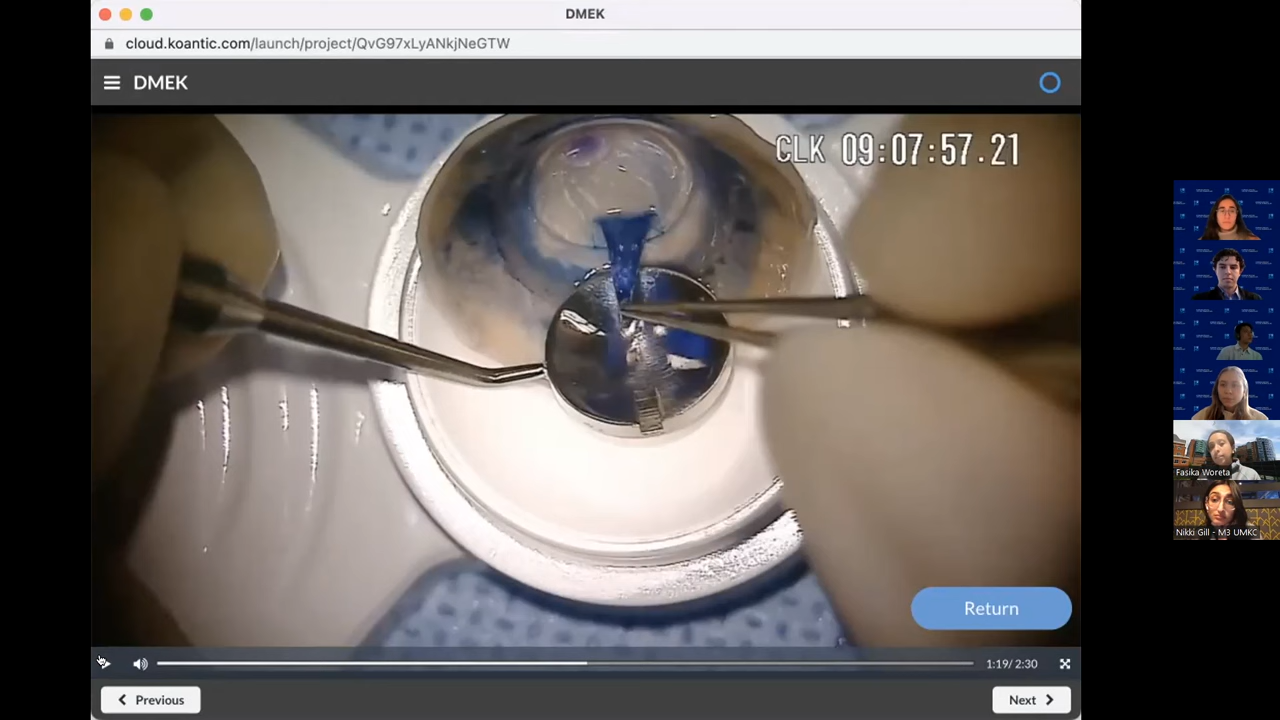 DMEK
cloud.koantic.com/launch/project/QvG97xLyANkjNeGTW
DMEK
CLK 09:07:57.21
Return
1:19/ 2:30
Previous
Next
Fasika Woreta
Nikki Gill - M3 UMKC